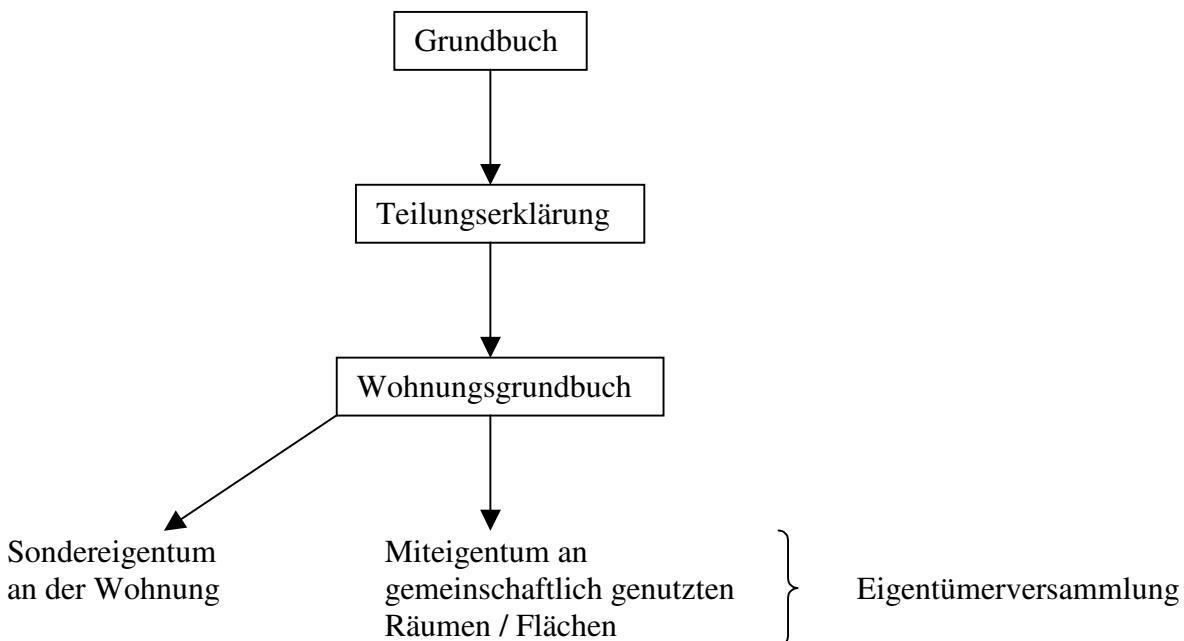 Grundbuch
Teilungserklärung
Wohnungsgrundbuch
Sondereigentum
an der Wohnung
Miteigentum an
gemeinschaftlich genutzten
Räumen / Flächen
Eigentümerversammlung